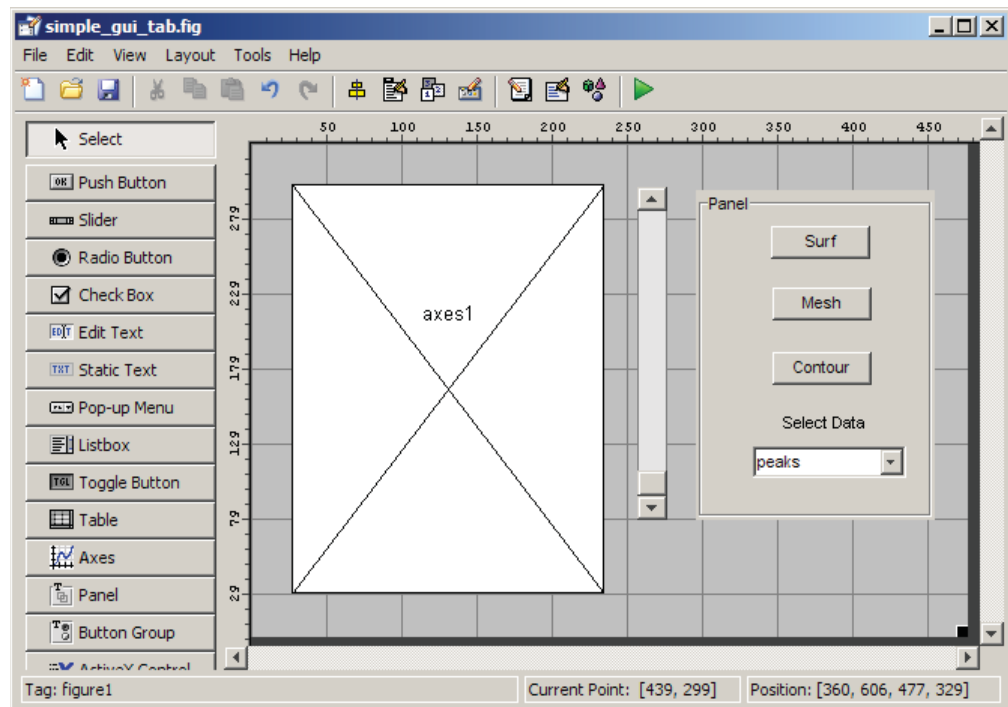 simple_gui_tab.fig
File Edit View Layout Tools Help
Select
50 100 150 200 250 300 350 400 450
Push Button
Slider
Radio Button
Check Box
Edit Text
Static Text
Pop-up Menu
Listbox
Toggle Button
Table
Axes
Panel
Button Group
ActiveX Control
279
229
179
129
79
29
axes1
Panel
Surf
Mesh
Contour
Select Data
peaks
Tag: figure1
Current Point: [439, 299]
Position: [360, 606, 477, 329]